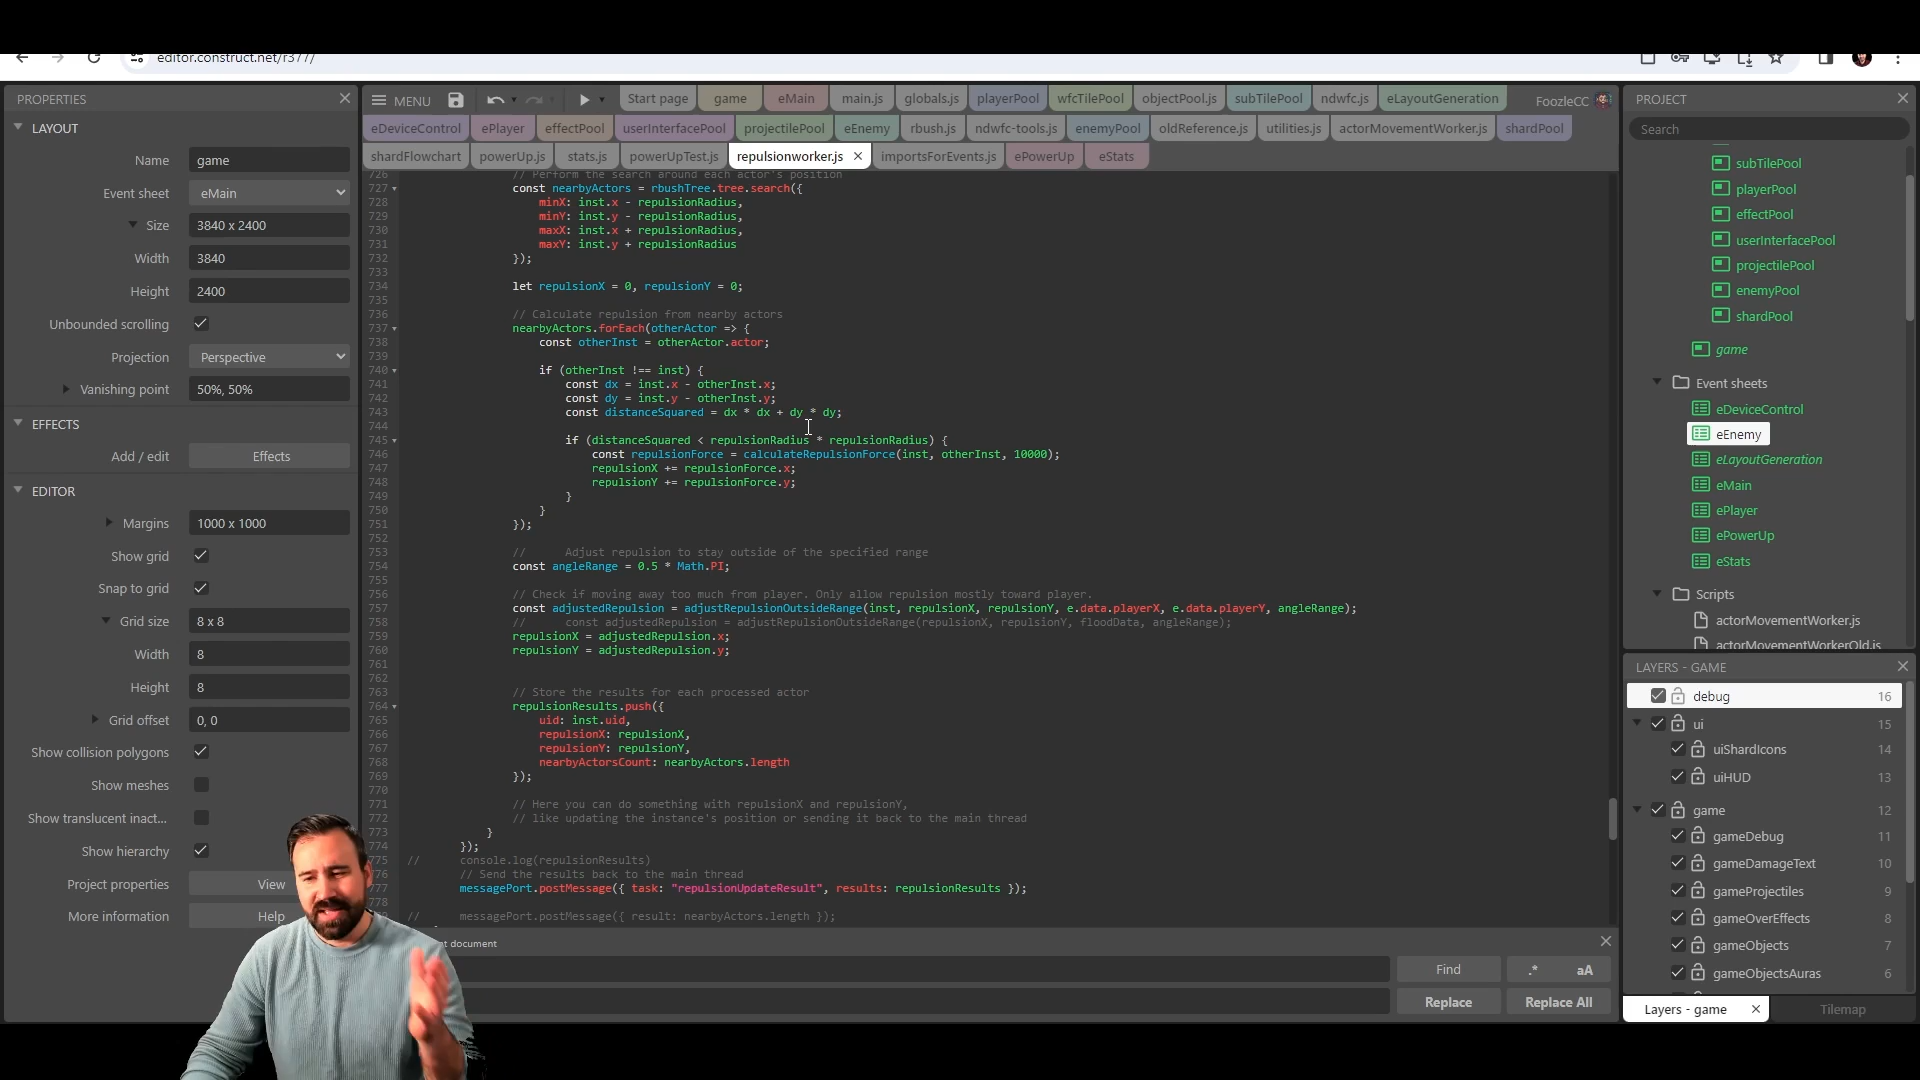 editor.construct.net/r377/
PROPERTIES
LAYOUT
Name game
Event sheet eMain
Size 3840 x 2400
Width 3840
Height 2400
Unbounded scrolling
Projection Perspective
Vanishing point 50%, 50%
EFFECTS
Add / edit Effects
EDITOR
Margins 1000 x 1000
Show grid
Snap to grid
Grid size 8 x 8
Width 8
Height 8
Grid offset 0, 0
Show collision polygons
Show meshes
Show translucent inact...
Show hierarchy
Project properties View
More information Help
MENU Start page game eMain main.js globals.js playerPool wfcTilePool objectPool.js subTilePool ndwfc.js eLayoutGeneration FoozleCC
eDeviceControl ePlayer effectPool userInterfacePool projectilePool eEnemy rbush.js ndwfc-tools.js enemyPool oldReference.js utilities.js actorMovementWorker.js shardPool
shardFlowchart powerUp.js stats.js powerUpTest.js repulsionworker.js importsForEvents.js ePowerUp eStats
726 // Perform the search around each actor's position
727 const nearbyActors = rbushTree.tree.search({
728 minX: inst.x - repulsionRadius,
729 minY: inst.y - repulsionRadius,
730 maxX: inst.x + repulsionRadius,
731 maxY: inst.y + repulsionRadius
732 });
733
734 let repulsionX = 0, repulsionY = 0;
735
736 // Calculate repulsion from nearby actors
737 nearbyActors.forEach(otherActor => {
738 const otherInst = otherActor.actor;
739
740 if (otherInst !== inst) {
741 const dx = inst.x - otherInst.x;
742 const dy = inst.y - otherInst.y;
743 const distanceSquared = dx * dx + dy * dy;
744
745 if (distanceSquared < repulsionRadius * repulsionRadius) {
746 const repulsionForce = calculateRepulsionForce(inst, otherInst, 10000);
747 repulsionX += repulsionForce.x;
748 repulsionY += repulsionForce.y;
749 }
750 }
751 });
752
753 // Adjust repulsion to stay outside of the specified range
754 const angleRange = 0.5 * Math.PI;
755
756 // Check if moving away too much from player. Only allow repulsion mostly toward player.
757 const adjustedRepulsion = adjustRepulsionOutsideRange(inst, repulsionX, repulsionY, e.data.playerX, e.data.playerY, angleRange);
758 // const adjustedRepulsion = adjustRepulsionOutsideRange(repulsionX, repulsionY, floodData, angleRange);
759 repulsionX = adjustedRepulsion.x;
760 repulsionY = adjustedRepulsion.y;
761
762
763 // Store the results for each processed actor
764 repulsionResults.push({
765 uid: inst.uid,
766 repulsionX: repulsionX,
767 repulsionY: repulsionY,
768 nearbyActorsCount: nearbyActors.length
769 });
770
771 // Here you can do something with repulsionX and repulsionY,
772 // like updating the instance's position or sending it back to the main thread
773 }
774 });
775 // console.log(repulsionResults)
776 // Send the results back to the main thread
777 messagePort.postMessage({ task: "repulsionUpdateResult", results: repulsionResults });
778
// messagePort.postMessage({ result: nearbyActors.length });
document
Find .* aA
Replace Replace All
PROJECT
Search
subTilePool
playerPool
effectPool
userInterfacePool
projectilePool
enemyPool
shardPool
game
Event sheets
eDeviceControl
eEnemy
eLayoutGeneration
eMain
ePlayer
ePowerUp
eStats
Scripts
actorMovementWorker.js
actorMovementWorkerOld.js
LAYERS - GAME
debug 16
ui 15
uiShardIcons 14
uiHUD 13
game 12
gameDebug 11
gameDamageText 10
gameProjectiles 9
gameOverEffects 8
gameObjects 7
gameObjectsAuras 6
Layers - game Tilemap